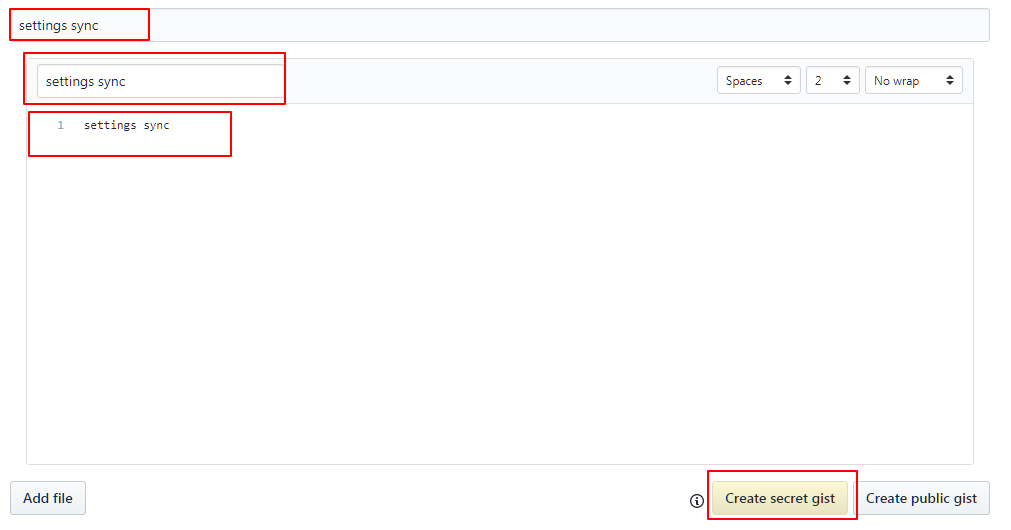 settings sync
settings sync
Spaces 2 No wrap
1 settings sync
Add file
Create secret gist
Create public gist